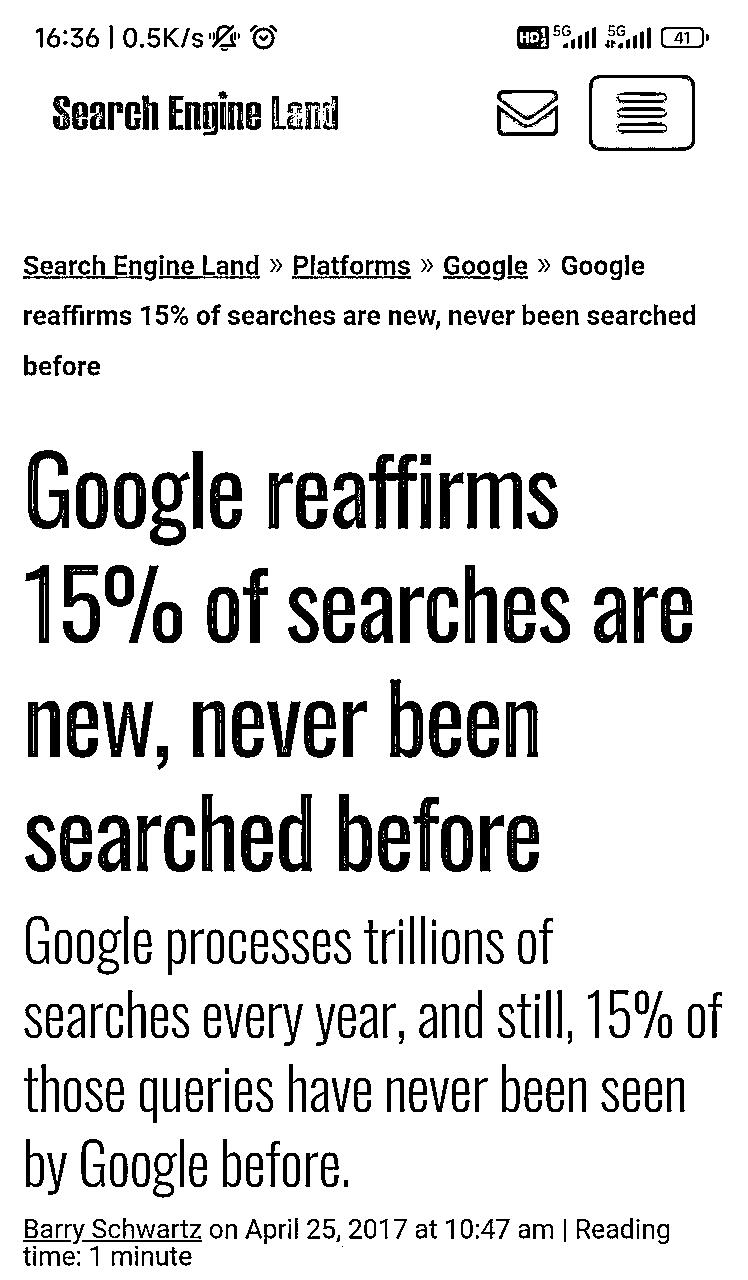 16:36 | 0.5K/s HD 5G 5G 41
Search Engine Land
Search Engine Land » Platforms » Google » Google
reaffirms 15% of searches are new, never been searched
before
Google reaffirms
15% of searches are
new, never been
searched before
Google processes trillions of
searches every year, and still, 15% of
those queries have never been seen
by Google before.
Barry Schwartz on April 25, 2017 at 10:47 am | Reading
time: 1 minute